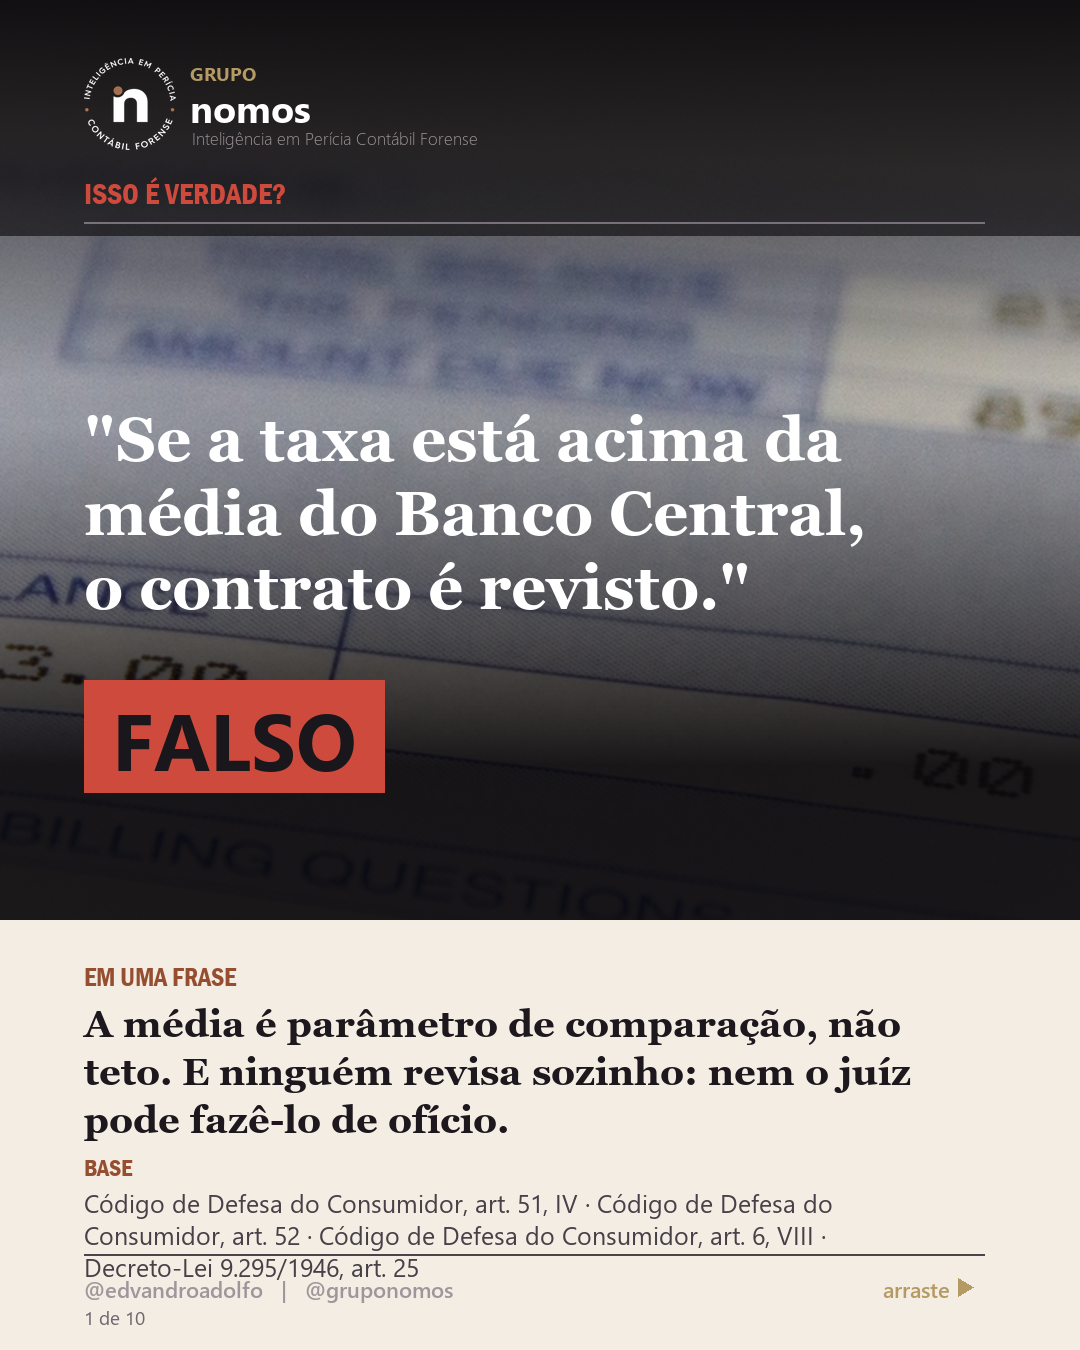 INTELIGÊNCIA EM PERÍCIA
CONTÁBIL FORENSE
n
GRUPO
nomos
Inteligência em Perícia Contábil Forense
ISSO É VERDADE?
AMOUNT DUE NOW
"Se a taxa está acima da
média do Banco Central,
o contrato é revisto."
3.00
FALSO
.00
BILLING QUESTIONS
EM UMA FRASE
A média é parâmetro de comparação, não
teto. E ninguém revisa sozinho: nem o juíz
pode fazê-lo de ofício.
BASE
Código de Defesa do Consumidor, art. 51, IV · Código de Defesa do
Consumidor, art. 52 · Código de Defesa do Consumidor, art. 6, VIII ·
Decreto-Lei 9.295/1946, art. 25
@edvandroadolfo | @gruponomos
arraste
1 de 10